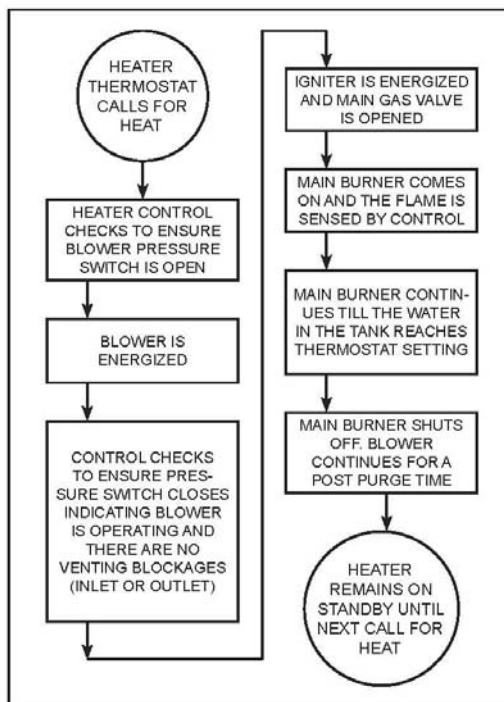 HEATER
THERMOSTAT
CALLS FOR
HEAT
HEATER CONTROL
CHECKS TO ENSURE
BLOWER PRESSURE
SWITCH IS OPEN
BLOWER IS
ENERGIZED
CONTROL CHECKS
TO ENSURE PRES-
SURE SWITCH CLOSES
INDICATING BLOWER
IS OPERATING AND
THERE ARE NO
VENTING BLOCKAGES
(INLET OR OUTLET)
IGNITER IS ENERGIZED
AND MAIN GAS VALVE
IS OPENED
MAIN BURNER COMES
ON AND THE FLAME IS
SENSED BY CONTROL
MAIN BURNER CONTIN-
UES TILL THE WATER
IN THE TANK REACHES
THERMOSTAT SETTING
MAIN BURNER SHUTS
OFF. BLOWER
CONTINUES FOR A
POST PURGE TIME
HEATER
REMAINS ON
STANDBY UNTIL
NEXT CALL FOR
HEAT